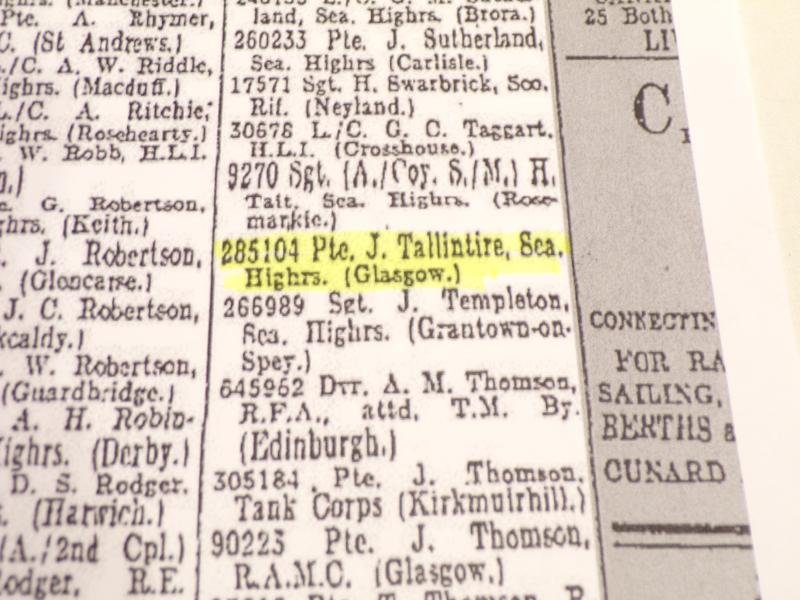 Pte. A. Rhymer,
C. (St Andrews.)
/C. A. W. Riddle,
ighrs. (Macduff.)
L./C. A. Ritchie,
ighrs. (Rosehearty.)
W. Robb, H.L.I.
G. Robertson,
ghrs. (Keith.)
J. Robertson,
(Glencarse.)
J. C. Robertson,
kcaldy.)
W. Robertson,
(Guardbridge.)
A. H. Robin-
ighrs. (Derby.)
D. S. Rodger,
(Harwich.)
(A./2nd Cpl.)
Rodger, R.E.
land, Sea. Highrs. (Brora.)
260233 Pte. J. Sutherland,
Sea. Highrs (Carlisle.)
17571 Sgt. H. Swarbrick, Sco.
Rif. (Neyland.)
30678 L./C. G. C. Taggart.
H.L.I. (Crosshouse.)
9270 Sgt. (A./Coy. S./M.) H.
Tait, Sea. Highrs. (Rose-
markie.)
285104 Pte. J. Tallintire, Sea.
Highrs. (Glasgow.)
266989 Sgt. J. Templeton,
Sea. Highrs. (Grantown-on-
Spey.)
645962 Dvr. A. M. Thomson,
R.F.A., attd. T.M. By.
(Edinburgh.)
305184 Pte. J. Thomson,
Tank Corps (Kirkmuirhill.)
90223 Pte. J. Thomson,
R.A.M.C. (Glasgow.)
25 Both
LI
C.
CONNECTIN
FOR RA
SAILING,
BERTHS a
CUNARD